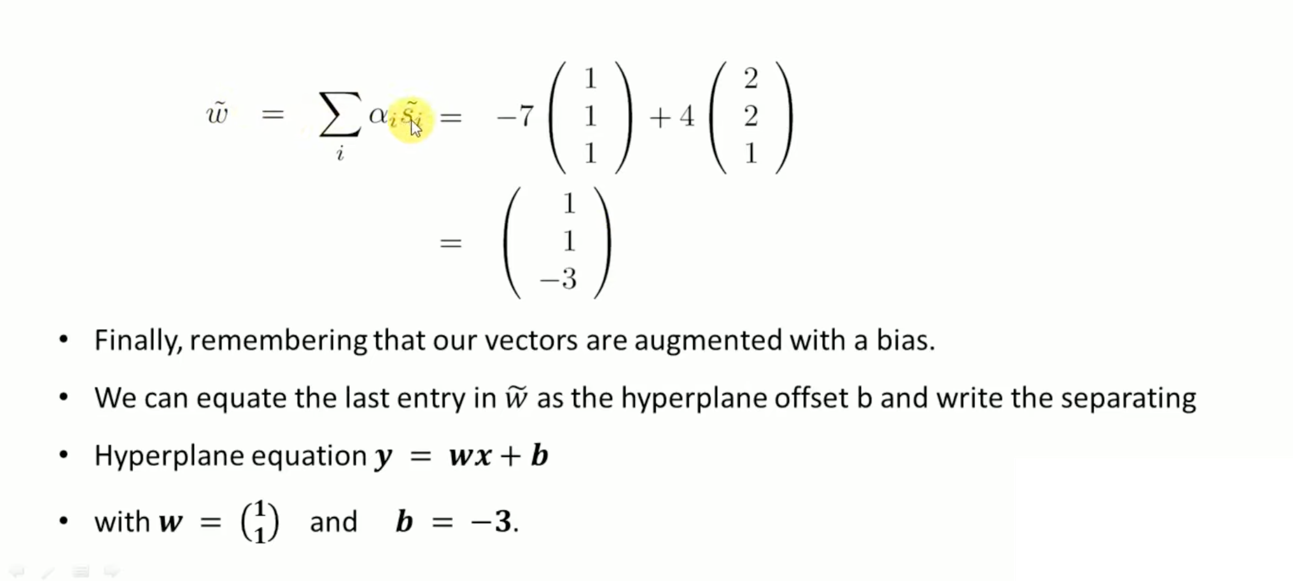 w̃ = ∑ᵢ αᵢs̃ᵢ = −7 (1 1 1) + 4 (2 2 1)
= (1 1 −3)
• Finally, remembering that our vectors are augmented with a bias.
• We can equate the last entry in w̃ as the hyperplane offset b and write the separating
• Hyperplane equation y = wx + b
• with w = (1 1) and b = −3.